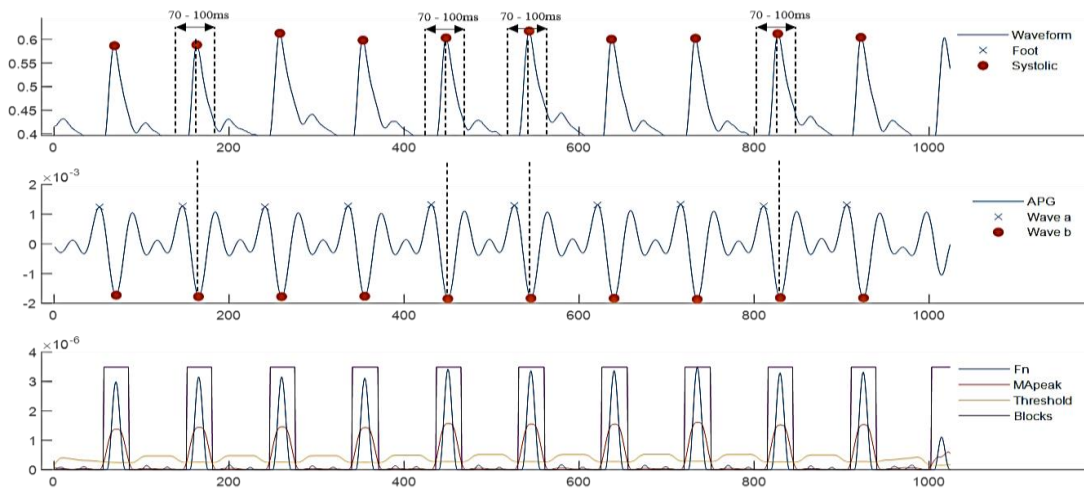 70 - 100ms 70 - 100ms 70 - 100ms 70 - 100ms
0.6
0.55
0.5
0.45
0.4
Waveform
Foot
Systolic
0 200 400 600 800 1000
×10⁻³
2
1
0
-1
-2
APG
Wave a
Wave b
0 200 400 600 800 1000
×10⁻⁶
4
3
2
1
0
Fn
MApeak
Threshold
Blocks
0 200 400 600 800 1000